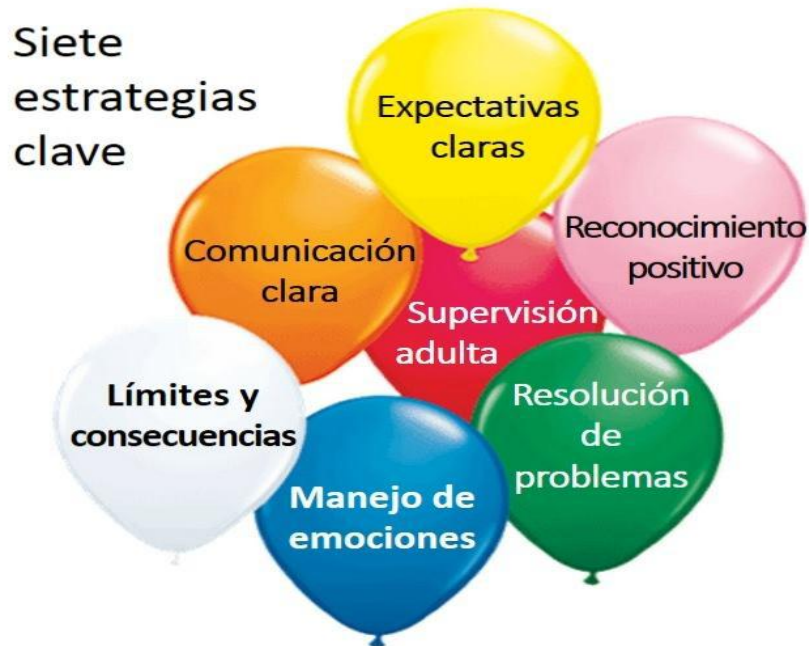 Siete
estrategias
clave
Expectativas
claras
Reconocimiento
positivo
Comunicación
clara
Supervisión
adulta
Límites y
consecuencias
Resolución
de
problemas
Manejo de
emociones